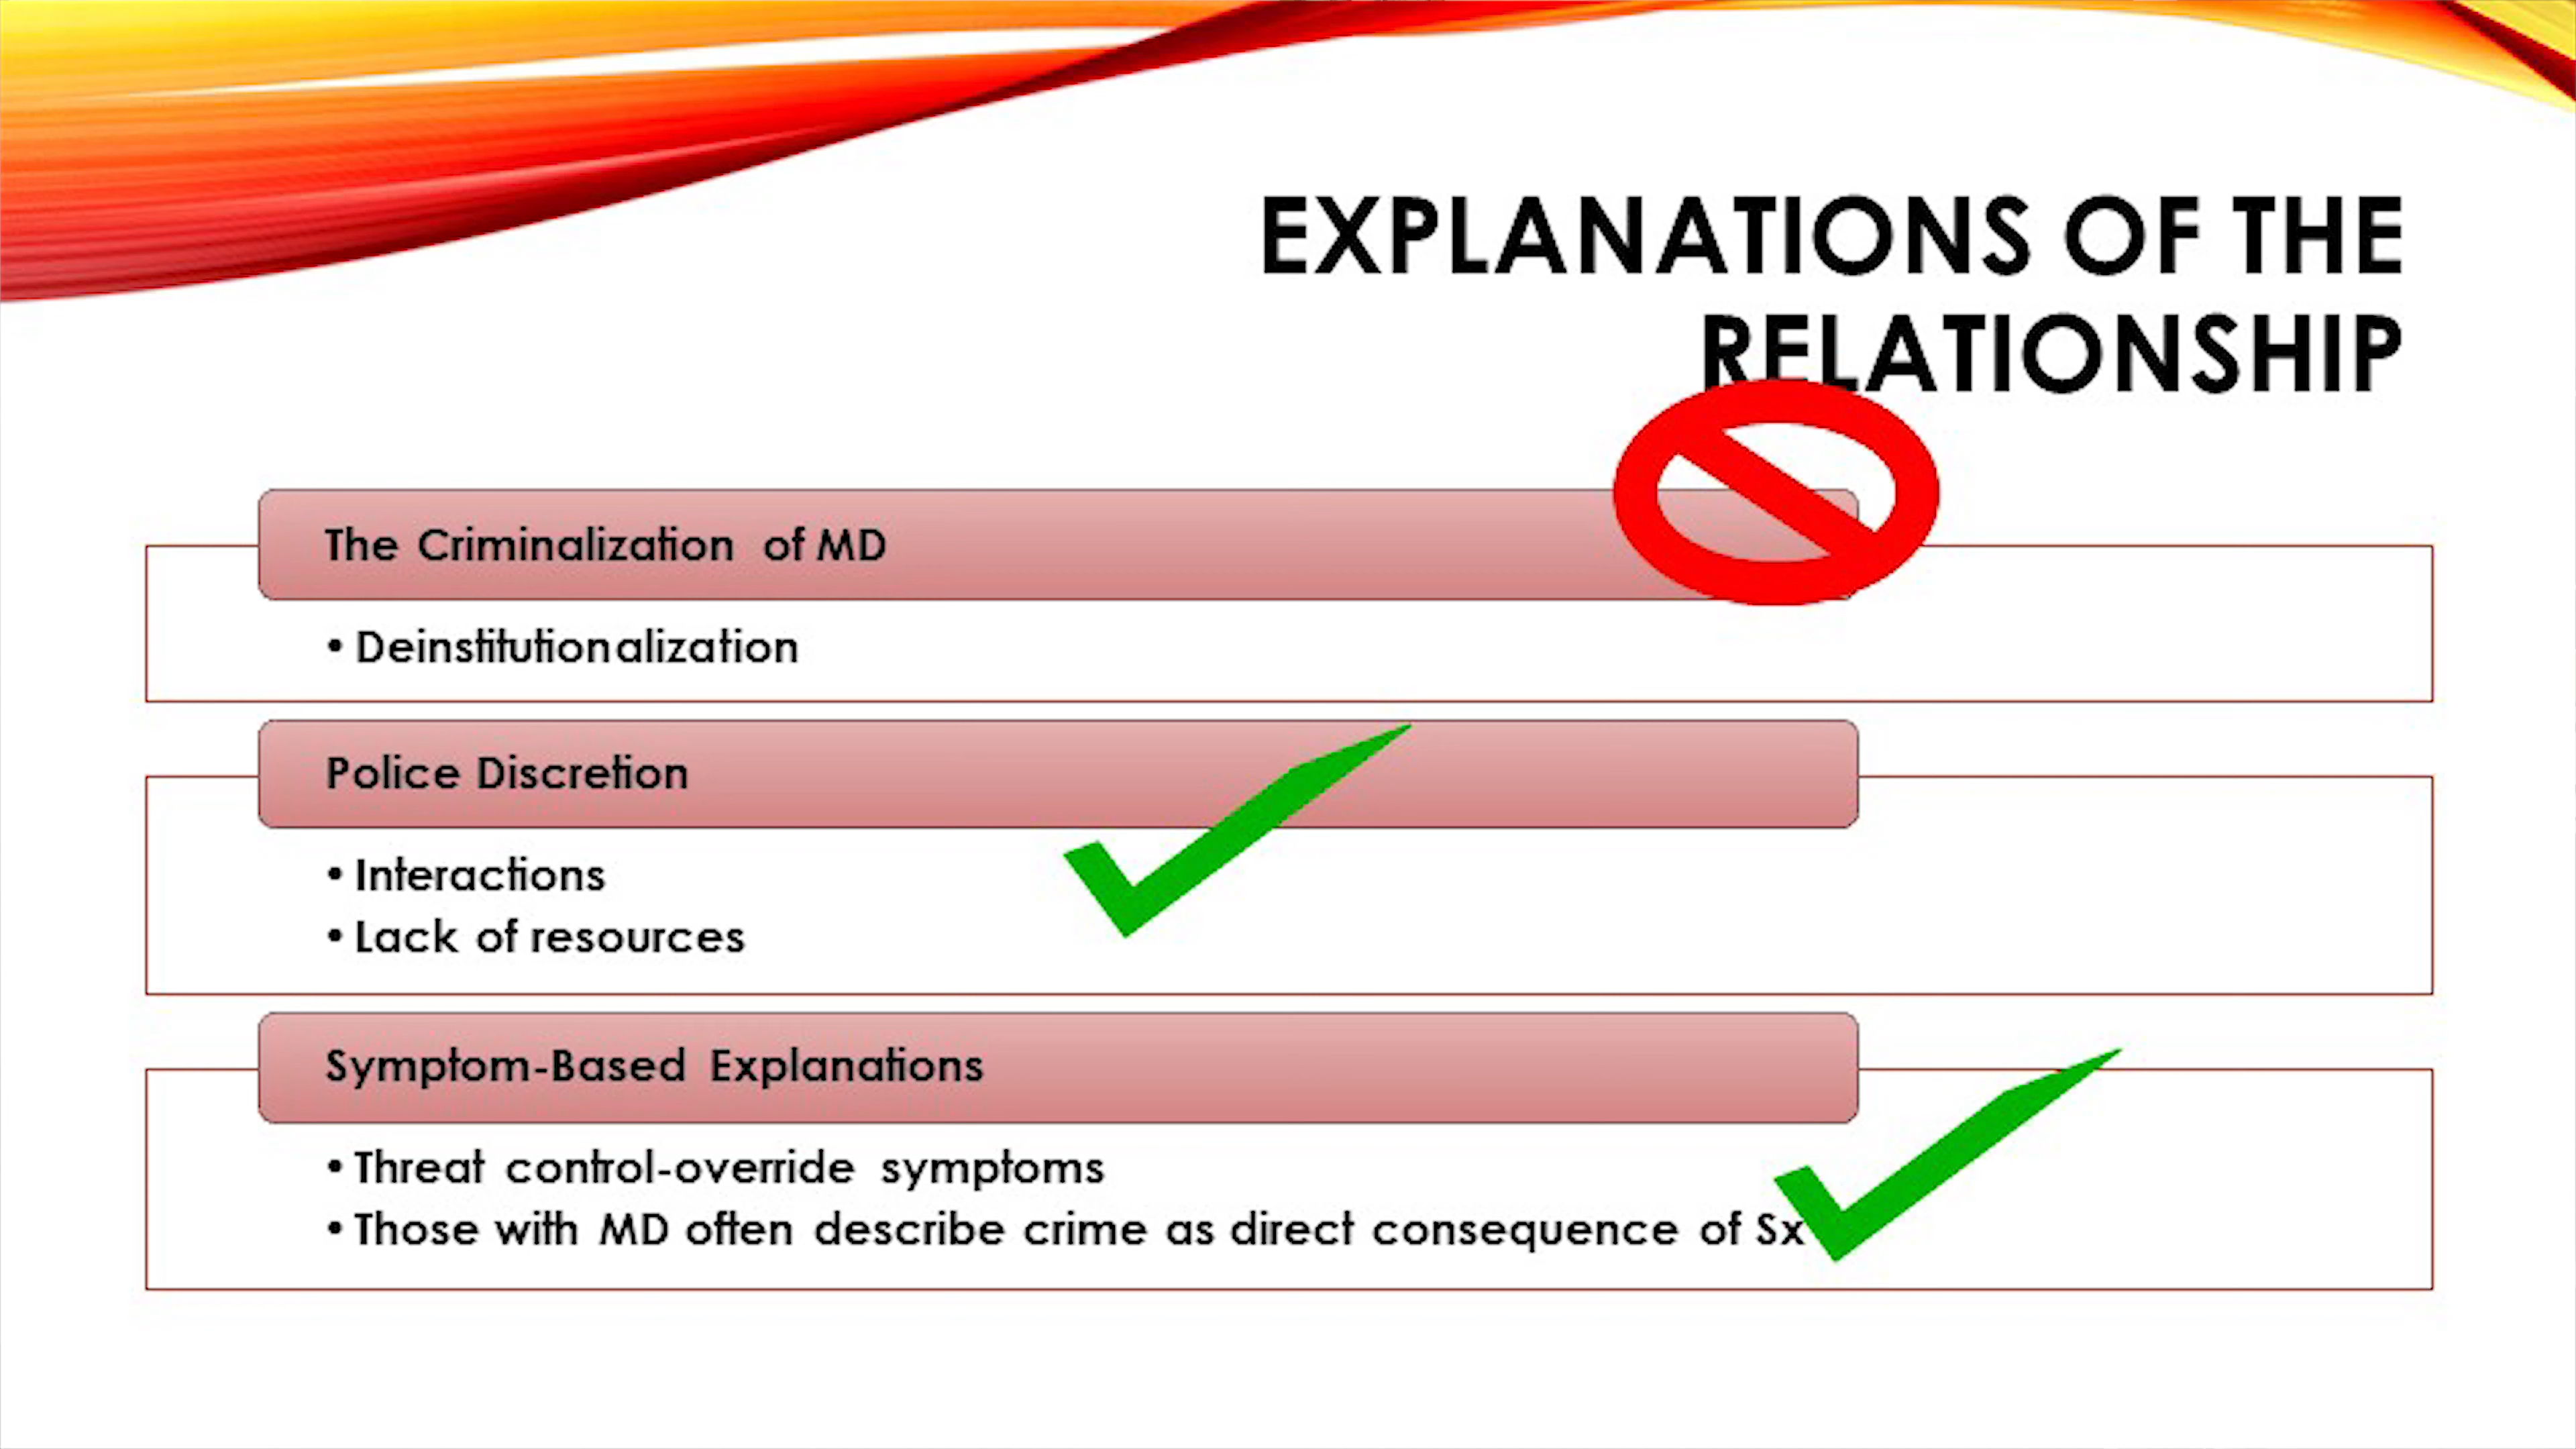 EXPLANATIONS OF THE
RELATIONSHIP
The Criminalization of MD
• Deinstitutionalization
Police Discretion
• Interactions
• Lack of resources
Symptom-Based Explanations
• Threat control-override symptoms
• Those with MD often describe crime as direct consequence of Sx